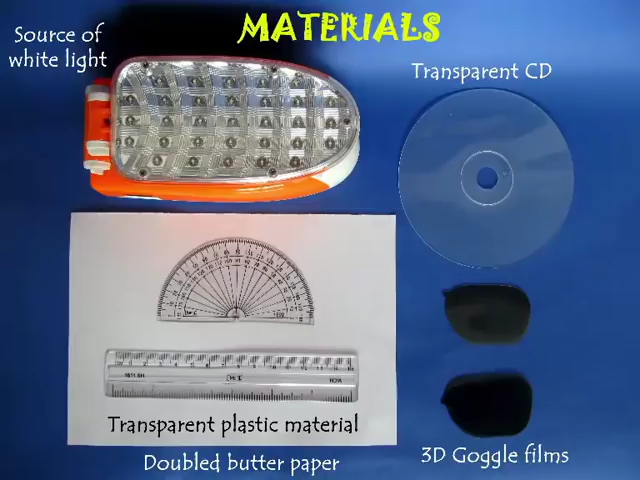 MATERIALS
Source of
white light
Transparent CD
Transparent plastic material
Doubled butter paper
3D Goggle films